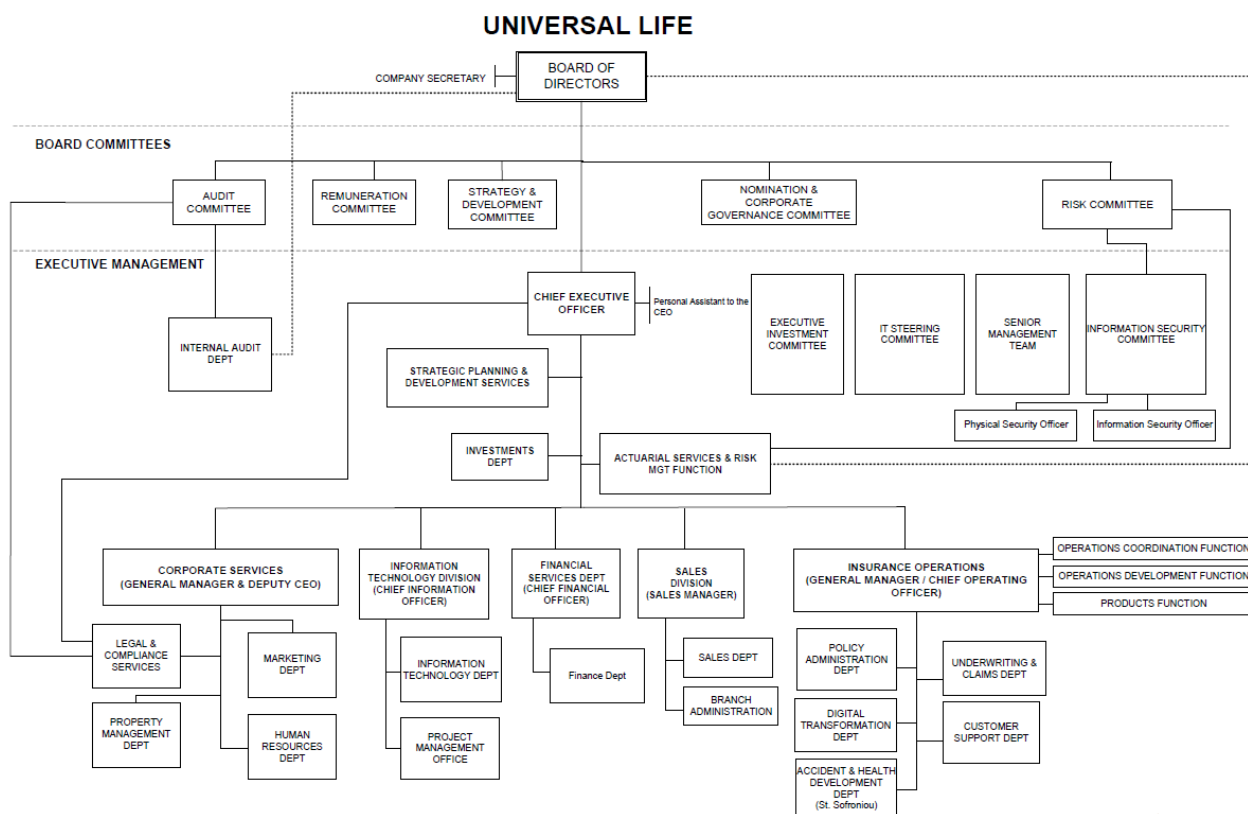 UNIVERSAL LIFE
BOARD OF
DIRECTORS
COMPANY SECRETARY
BOARD COMMITTEES
AUDIT
COMMITTEE
REMUNERATION
COMMITTEE
STRATEGY &
DEVELOPMENT
COMMITTEE
NOMINATION &
CORPORATE
GOVERNANCE COMMITTEE
RISK COMMITTEE
EXECUTIVE MANAGEMENT
CHIEF EXECUTIVE
OFFICER
Personal Assistant to the
CEO
EXECUTIVE
INVESTMENT
COMMITTEE
IT STEERING
COMMITTEE
SENIOR
MANAGEMENT
TEAM
INFORMATION SECURITY
COMMITTEE
INTERNAL AUDIT
DEPT
STRATEGIC PLANNING &
DEVELOPMENT SERVICES
Physical Security Officer
Information Security Officer
INVESTMENTS
DEPT
ACTUARIAL SERVICES & RISK
MGT FUNCTION
CORPORATE SERVICES
(GENERAL MANAGER & DEPUTY CEO)
INFORMATION
TECHNOLOGY DIVISION
(CHIEF INFORMATION
OFFICER)
FINANCIAL
SERVICES DEPT
(CHIEF FINANCIAL
OFFICER)
SALES
DIVISION
(SALES MANAGER)
INSURANCE OPERATIONS
(GENERAL MANAGER / CHIEF OPERATING
OFFICER)
OPERATIONS COORDINATION FUNCTION
OPERATIONS DEVELOPMENT FUNCTION
PRODUCTS FUNCTION
LEGAL &
COMPLIANCE
SERVICES
MARKETING
DEPT
INFORMATION
TECHNOLOGY DEPT
Finance Dept
SALES DEPT
POLICY
ADMINISTRATION
DEPT
UNDERWRITING &
CLAIMS DEPT
PROPERTY
MANAGEMENT
DEPT
HUMAN
RESOURCES
DEPT
PROJECT
MANAGEMENT
OFFICE
BRANCH
ADMINISTRATION
DIGITAL
TRANSFORMATION
DEPT
CUSTOMER
SUPPORT DEPT
ACCIDENT & HEALTH
DEVELOPMENT
DEPT
(St. Sofroniou)